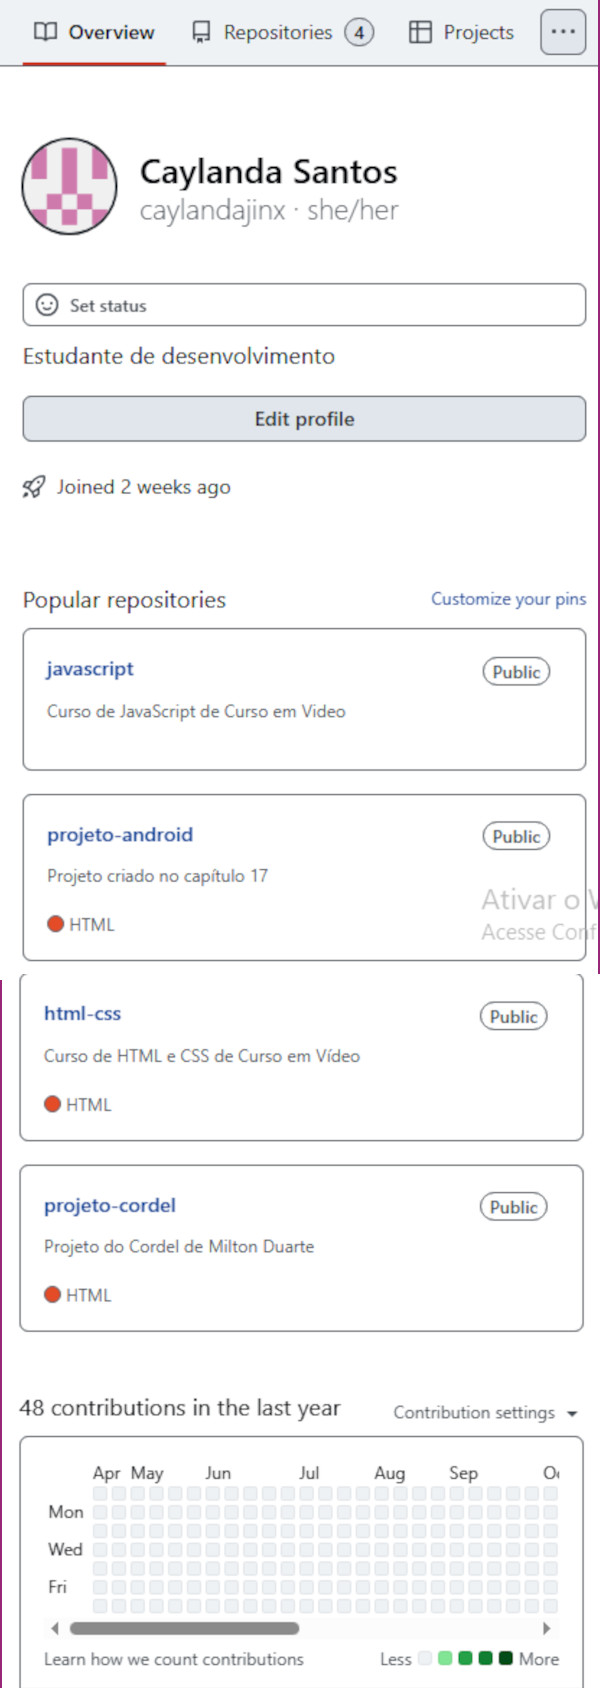 Overview Repositories 4 Projects ...
Caylanda Santos
caylandajinx · she/her
Set status
Estudante de desenvolvimento
Edit profile
Joined 2 weeks ago
Popular repositories Customize your pins
javascript Public
Curso de JavaScript de Curso em Video
projeto-android Public
Projeto criado no capítulo 17
Ativar o
HTML
Acesse Conf
html-css Public
Curso de HTML e CSS de Curso em Vídeo
HTML
projeto-cordel Public
Projeto do Cordel de Milton Duarte
HTML
48 contributions in the last year Contribution settings
Apr May Jun Jul Aug Sep
Mon
Wed
Fri
Learn how we count contributions Less More